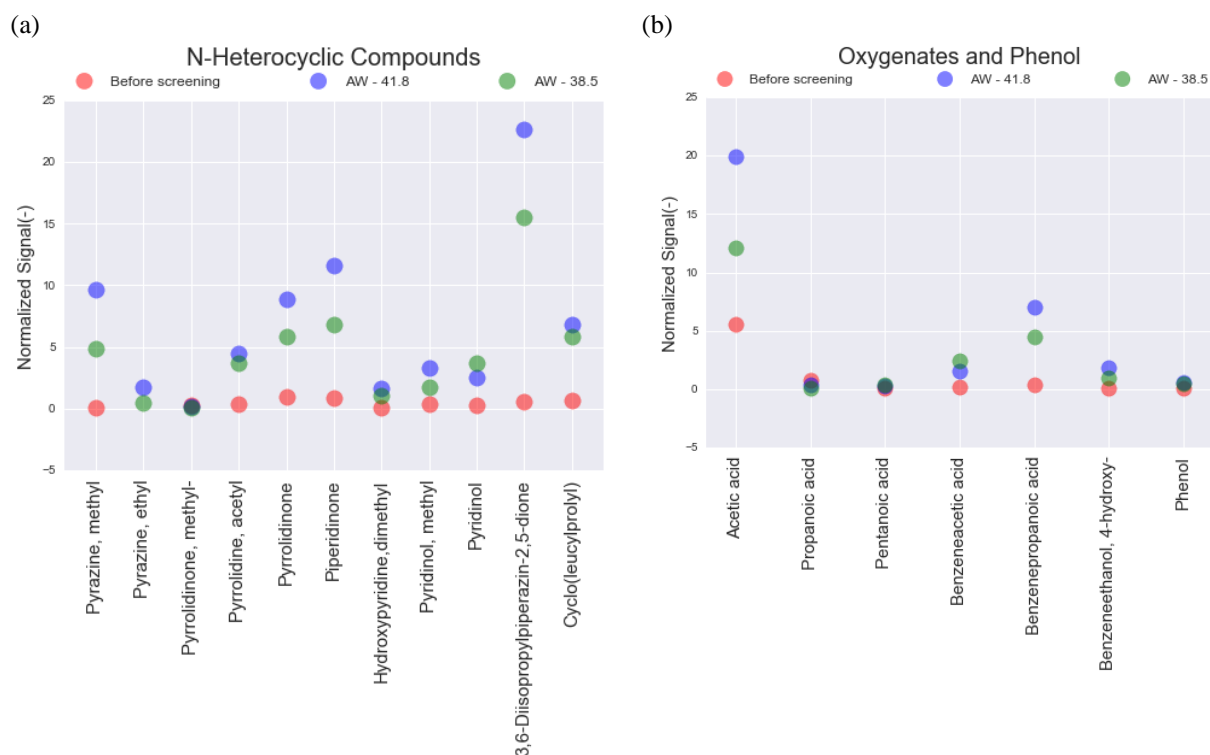 (a)
N-Heterocyclic Compounds
Before screening
AW - 41.8
AW - 38.5
Normalized Signal(-)
25
20
15
10
5
0
−5
Pyrazine, methyl
Pyrazine, ethyl
Pyrrolidinone, methyl-
Pyrrolidine, acetyl
Pyrrolidinone
Piperidinone
Hydroxypyridine,dimethyl
Pyridinol, methyl
Pyridinol
3,6-Diisopropylpiperazin-2,5-dione
Cyclo(leucylprolyl)
(b)
Oxygenates and Phenol
Before screening
AW - 41.8
AW - 38.5
Normalized Signal(-)
25
20
15
10
5
0
−5
Acetic acid
Propanoic acid
Pentanoic acid
Benzeneacetic acid
Benzenepropanoic acid
Benzeneethanol, 4-hydroxy-
Phenol